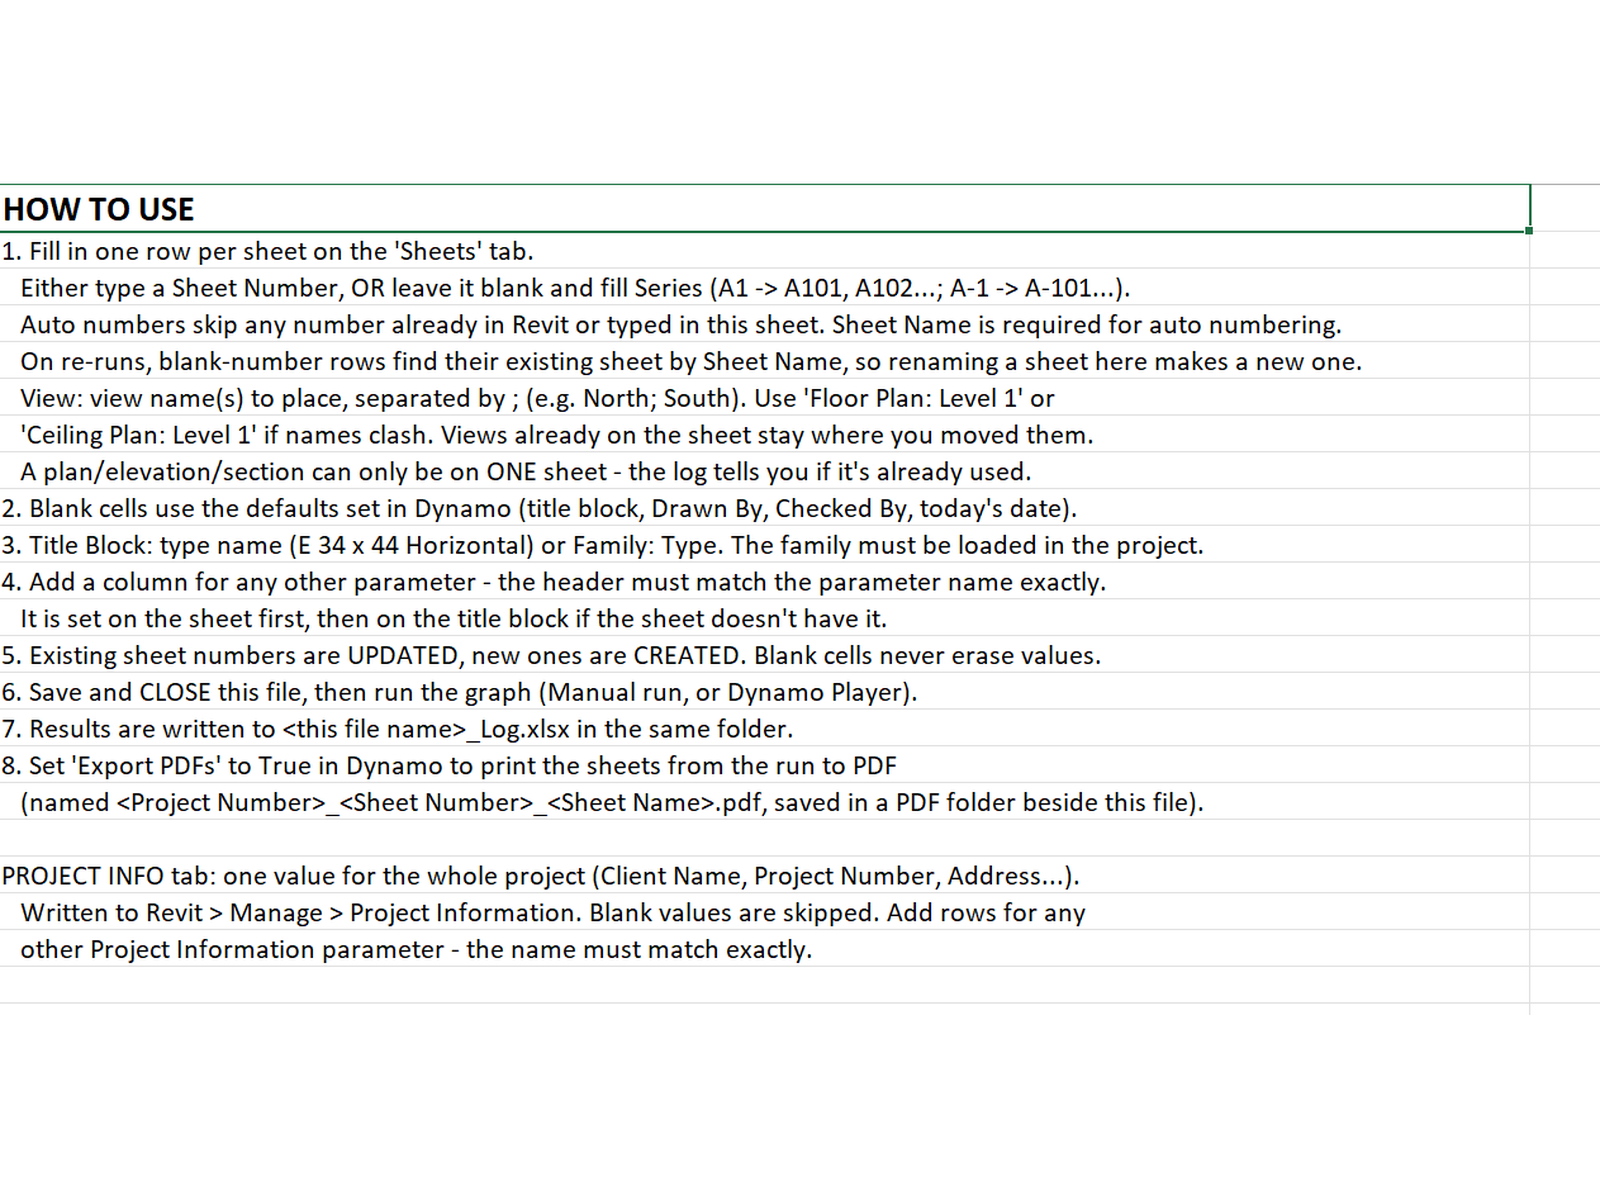 HOW TO USE
1. Fill in one row per sheet on the 'Sheets' tab.
Either type a Sheet Number, OR leave it blank and fill Series (A1 -> A101, A102...; A-1 -> A-101...).
Auto numbers skip any number already in Revit or typed in this sheet. Sheet Name is required for auto numbering.
On re-runs, blank-number rows find their existing sheet by Sheet Name, so renaming a sheet here makes a new one.
View: view name(s) to place, separated by ; (e.g. North; South). Use 'Floor Plan: Level 1' or
'Ceiling Plan: Level 1' if names clash. Views already on the sheet stay where you moved them.
A plan/elevation/section can only be on ONE sheet - the log tells you if it's already used.
2. Blank cells use the defaults set in Dynamo (title block, Drawn By, Checked By, today's date).
3. Title Block: type name (E 34 x 44 Horizontal) or Family: Type. The family must be loaded in the project.
4. Add a column for any other parameter - the header must match the parameter name exactly.
It is set on the sheet first, then on the title block if the sheet doesn't have it.
5. Existing sheet numbers are UPDATED, new ones are CREATED. Blank cells never erase values.
6. Save and CLOSE this file, then run the graph (Manual run, or Dynamo Player).
7. Results are written to <this file name>_Log.xlsx in the same folder.
8. Set 'Export PDFs' to True in Dynamo to print the sheets from the run to PDF
(named <Project Number>_<Sheet Number>_<Sheet Name>.pdf, saved in a PDF folder beside this file).
PROJECT INFO tab: one value for the whole project (Client Name, Project Number, Address...).
Written to Revit > Manage > Project Information. Blank values are skipped. Add rows for any
other Project Information parameter - the name must match exactly.